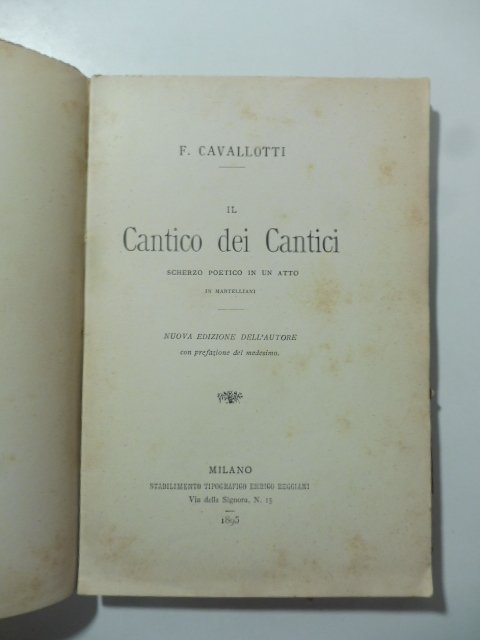 F. CAVALLOTTI
IL
Cantico dei Cantici
SCHERZO POETICO IN UN ATTO
IN MARTELLIANI
NUOVA EDIZIONE DELL'AUTORE
con prefazione del medesimo.
MILANO
STABILIMENTO TIPOGRAFICO ENRICO REGGIANI
Via della Signora, N. 15
1895